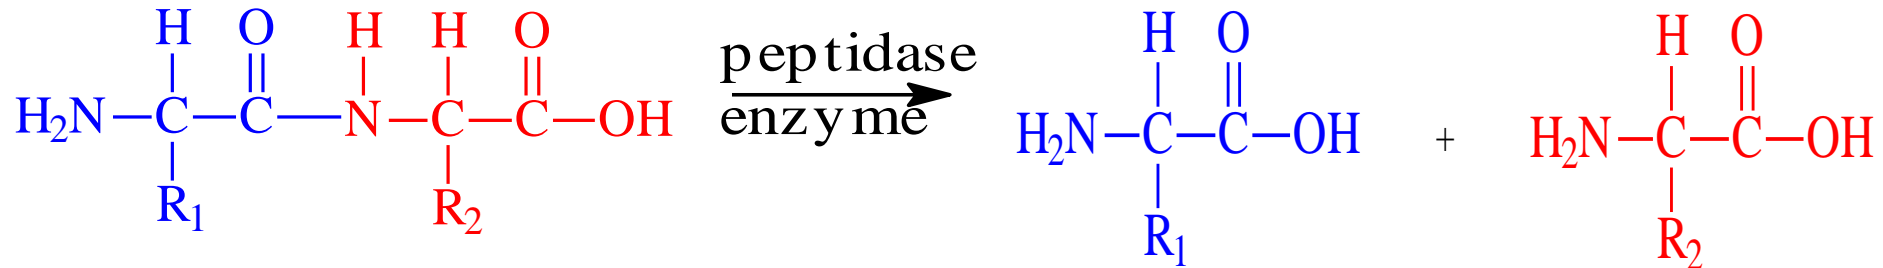 H O H H O
H₂N C C N C C OH
R₁ R₂
peptidase
enzyme
H O
H₂N C C OH
R₁
+
H O
H₂N C C OH
R₂